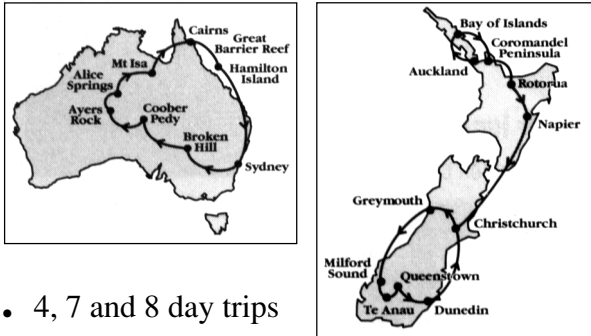 Cairns
Great
Barrier Reef
Hamilton
Island
Mt Isa
Alice
Springs
Ayers
Rock
Coober
Pedy
Broken
Hill
Sydney
Bay of Islands
Coromandel
Peninsula
Auckland
Rotorua
Napier
Greymouth
Christchurch
Milford
Sound
Queenstown
Te Anau
Dunedin
• 4, 7 and 8 day trips